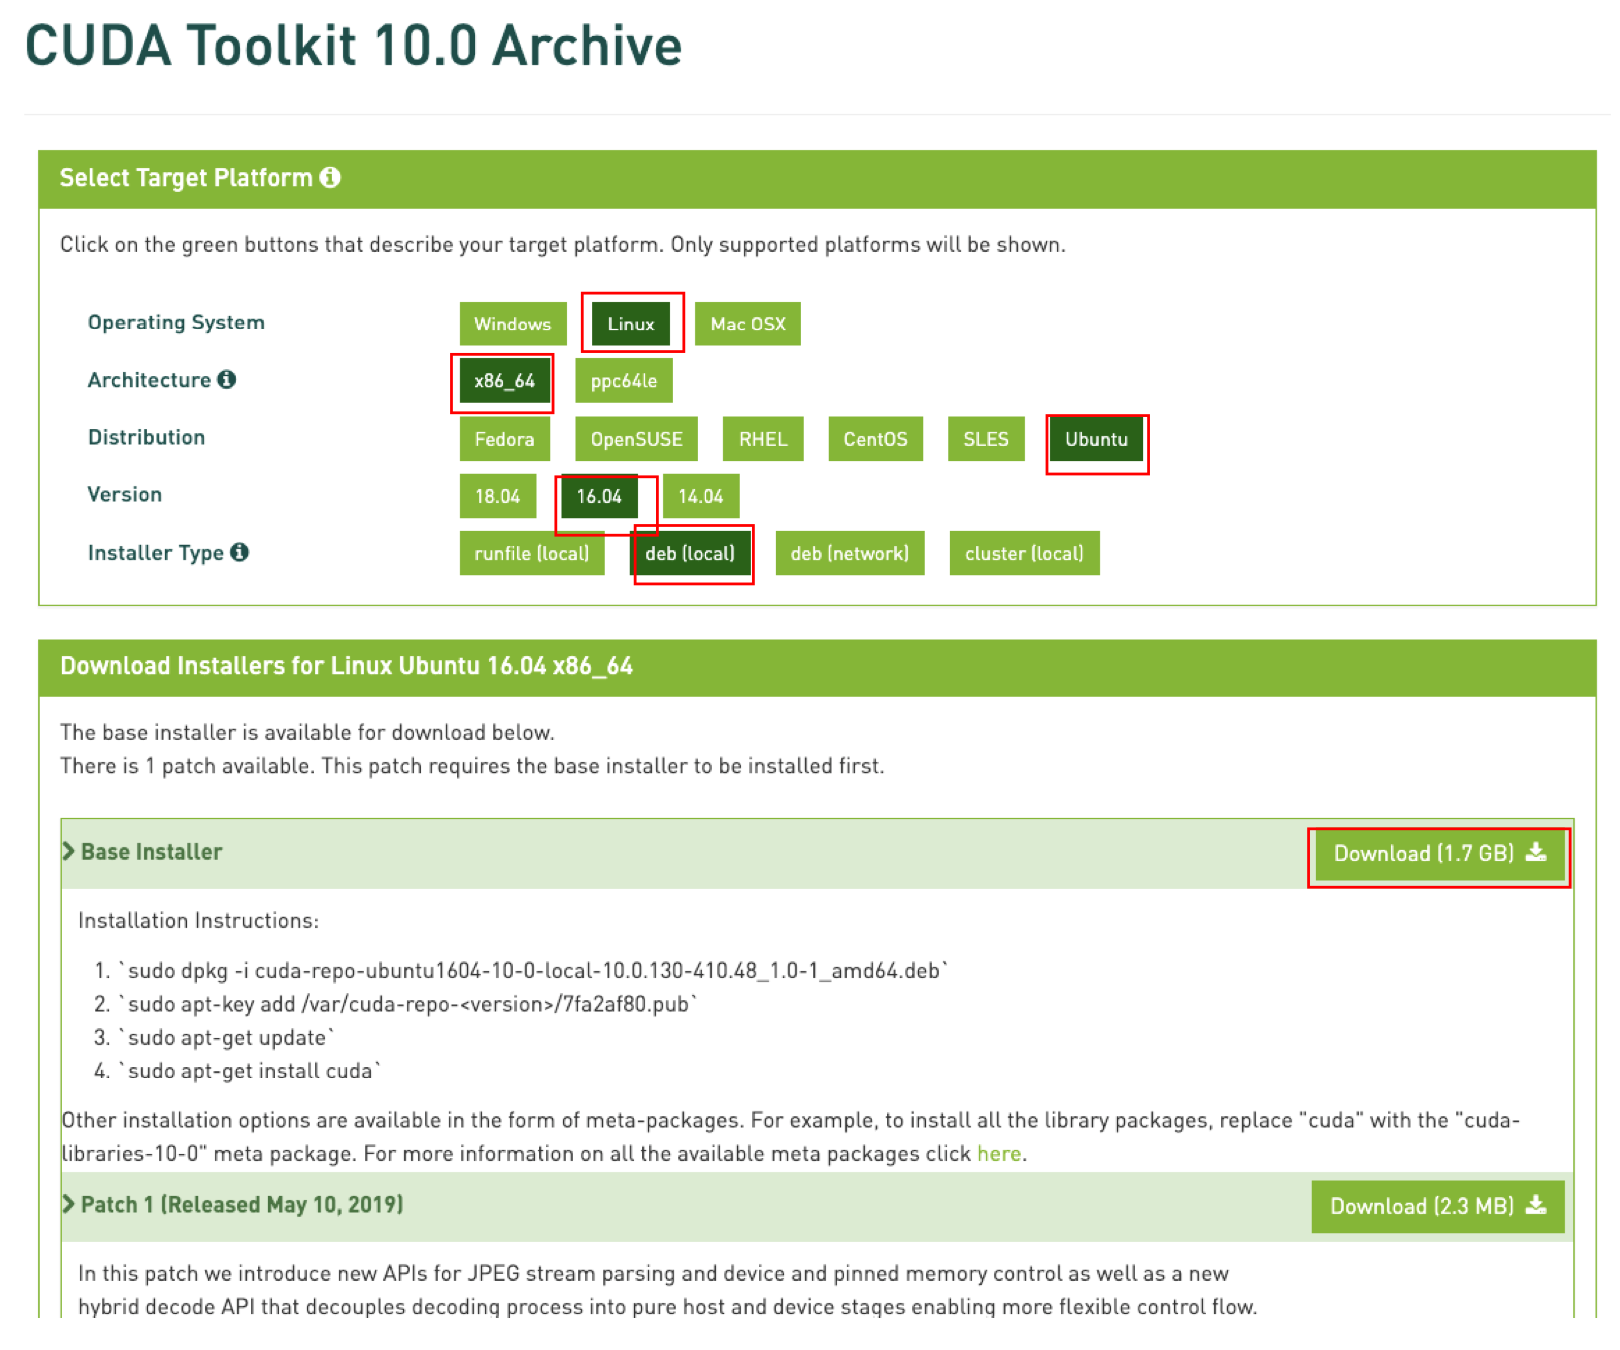 CUDA Toolkit 10.0 Archive
Select Target Platform
Click on the green buttons that describe your target platform. Only supported platforms will be shown.
Operating System Windows Linux Mac OSX
Architecture x86_64 ppc64le
Distribution Fedora OpenSUSE RHEL CentOS SLES Ubuntu
Version 18.04 16.04 14.04
Installer Type runfile (local) deb (local) deb (network) cluster (local)
Download Installers for Linux Ubuntu 16.04 x86_64
The base installer is available for download below.
There is 1 patch available. This patch requires the base installer to be installed first.
Base Installer Download (1.7 GB)
Installation Instructions:
1. `sudo dpkg -i cuda-repo-ubuntu1604-10-0-local-10.0.130-410.48_1.0-1_amd64.deb`
2. `sudo apt-key add /var/cuda-repo-<version>/7fa2af80.pub`
3. `sudo apt-get update`
4. `sudo apt-get install cuda`
Other installation options are available in the form of meta-packages. For example, to install all the library packages, replace "cuda" with the "cuda-
libraries-10-0" meta package. For more information on all the available meta packages click here.
Patch 1 (Released May 10, 2019) Download (2.3 MB)
In this patch we introduce new APIs for JPEG stream parsing and device and pinned memory control as well as a new
hybrid decode API that decouples decoding process into pure host and device stages enabling more flexible control flow.